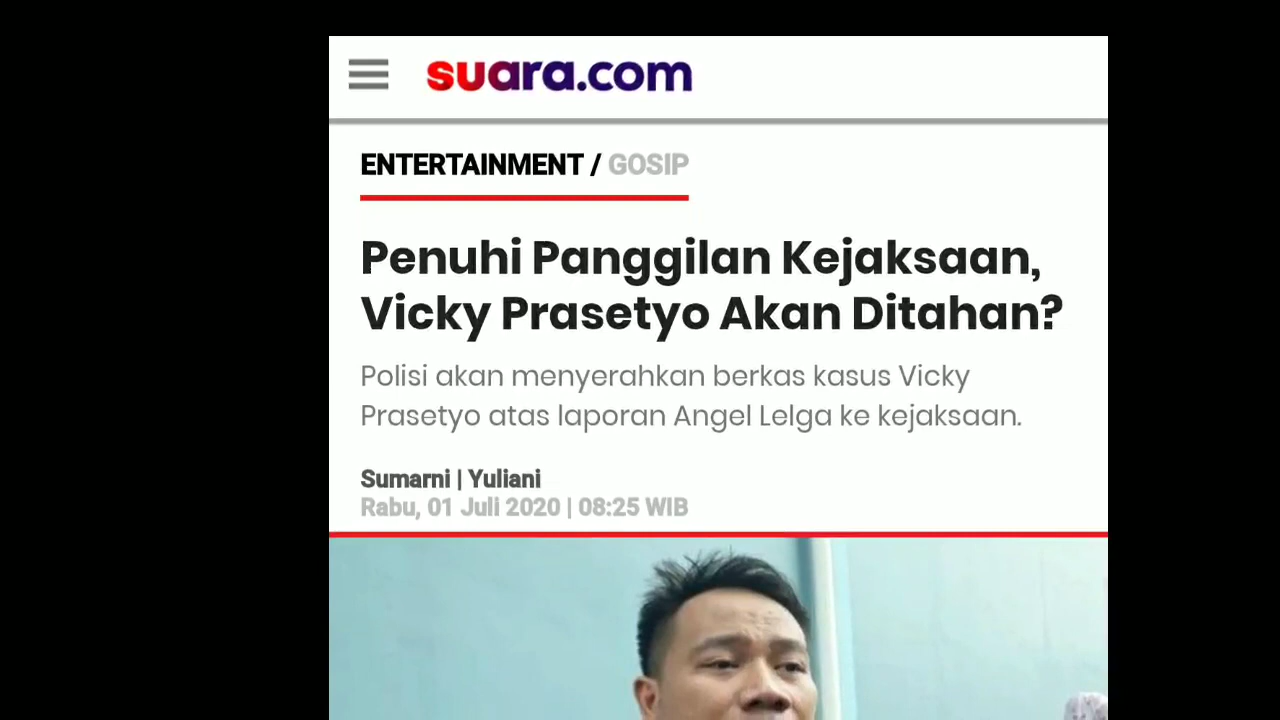 suara.com
ENTERTAINMENT / GOSIP
Penuhi Panggilan Kejaksaan,
Vicky Prasetyo Akan Ditahan?
Polisi akan menyerahkan berkas kasus Vicky
Prasetyo atas laporan Angel Lelga ke kejaksaan.
Sumarni | Yuliani
Rabu, 01 Juli 2020 | 08:25 WIB